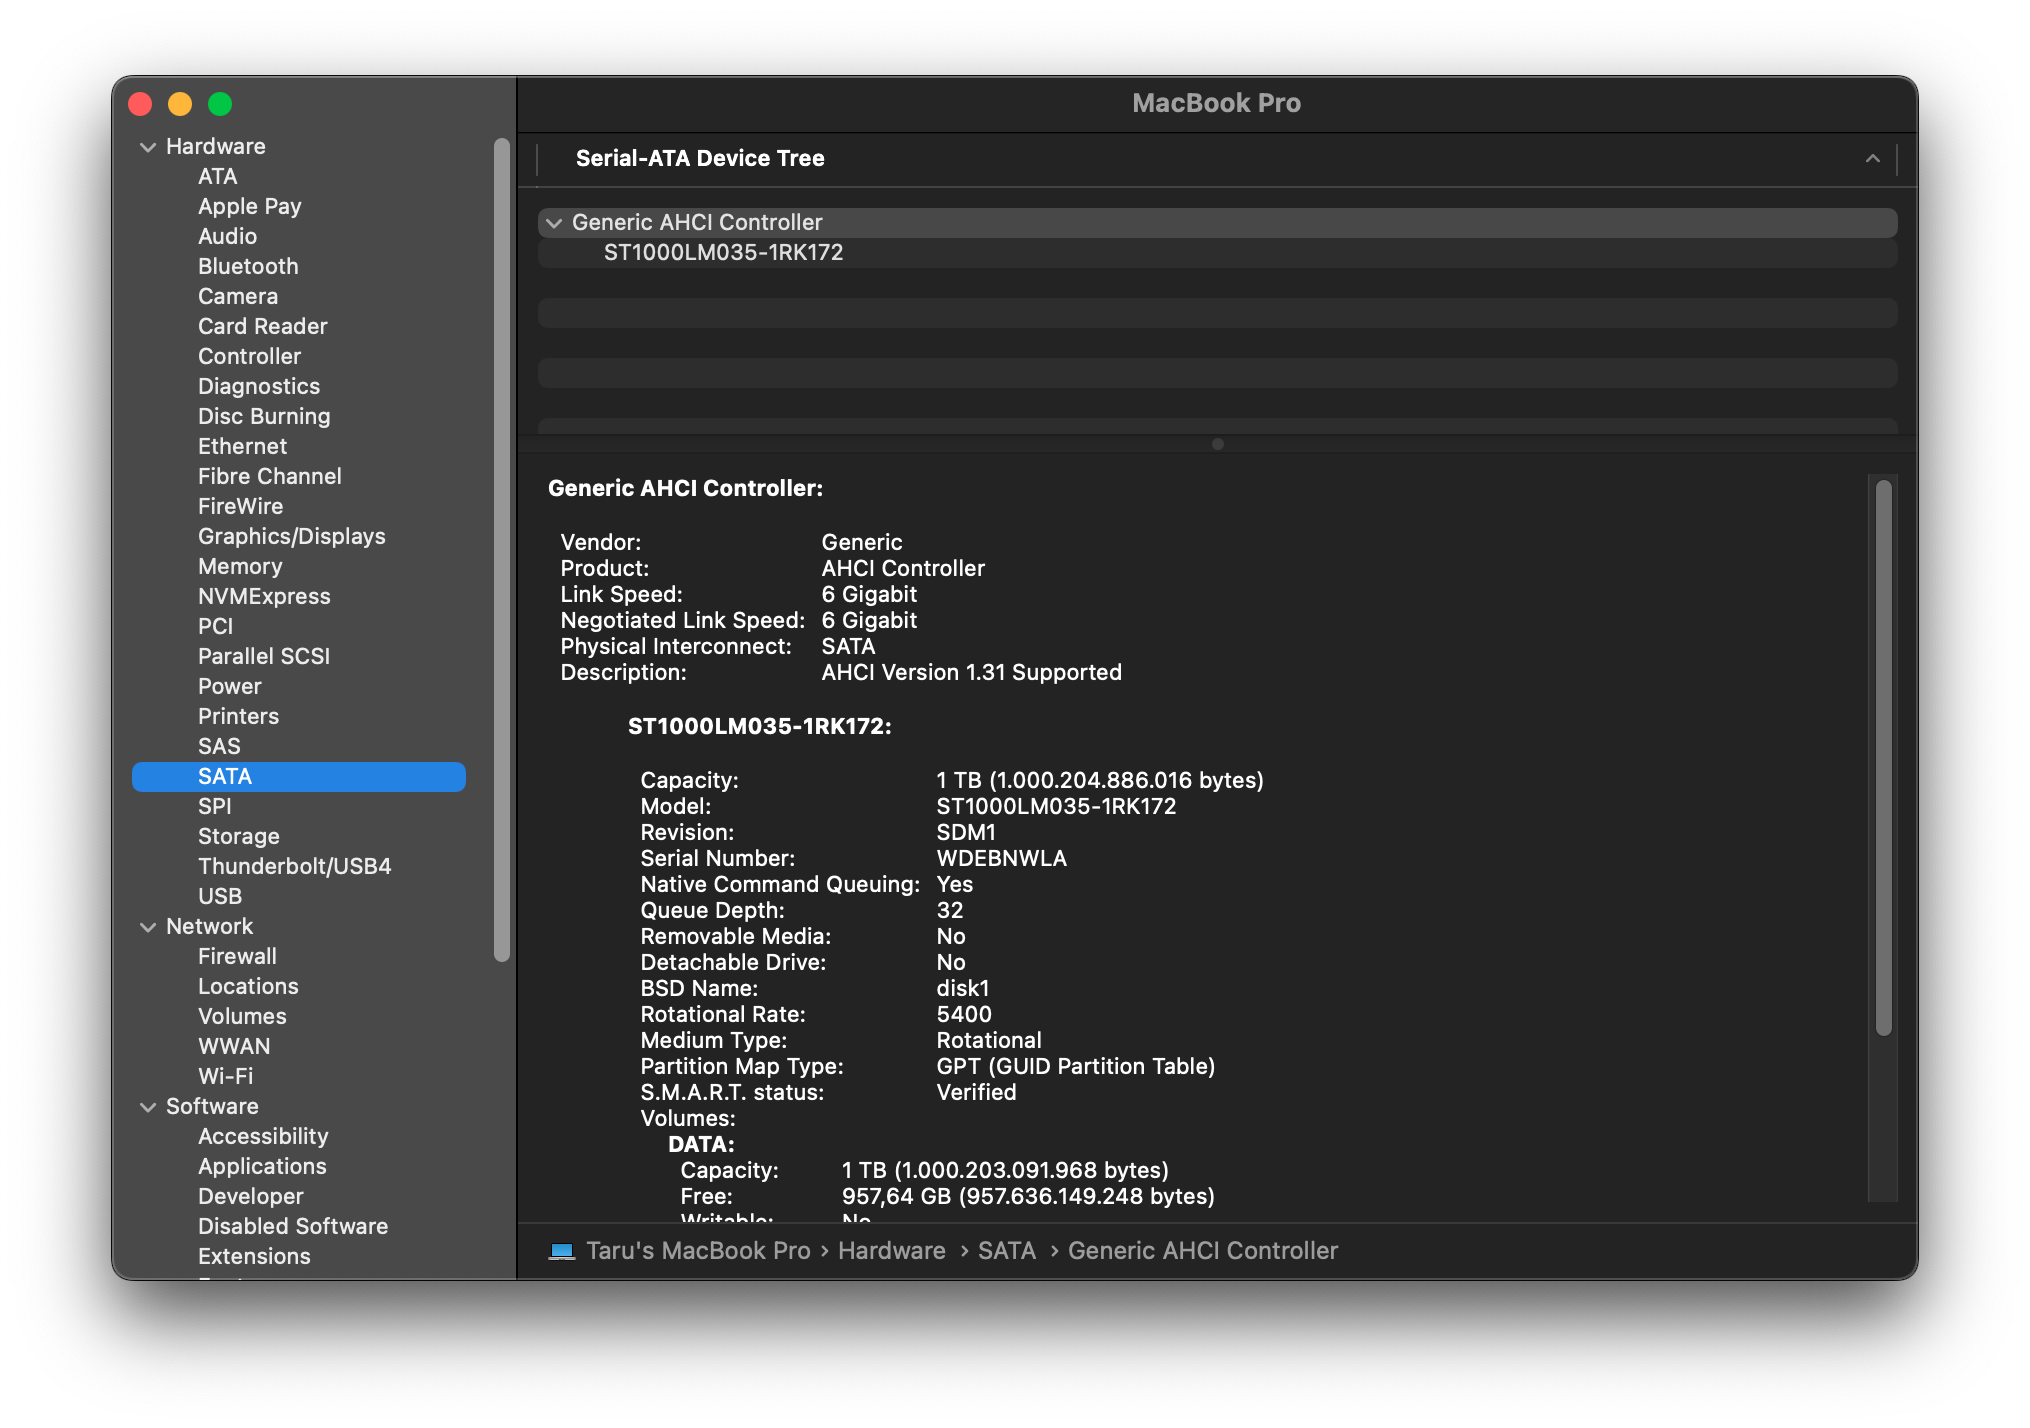 MacBook Pro
Hardware
ATA
Apple Pay
Audio
Bluetooth
Camera
Card Reader
Controller
Diagnostics
Disc Burning
Ethernet
Fibre Channel
FireWire
Graphics/Displays
Memory
NVMExpress
PCI
Parallel SCSI
Power
Printers
SAS
SATA
SPI
Storage
Thunderbolt/USB4
USB
Network
Firewall
Locations
Volumes
WWAN
Wi-Fi
Software
Accessibility
Applications
Developer
Disabled Software
Extensions
Serial-ATA Device Tree
Generic AHCI Controller
ST1000LM035-1RK172
Generic AHCI Controller:
Vendor: Generic
Product: AHCI Controller
Link Speed: 6 Gigabit
Negotiated Link Speed: 6 Gigabit
Physical Interconnect: SATA
Description: AHCI Version 1.31 Supported
ST1000LM035-1RK172:
Capacity: 1 TB (1.000.204.886.016 bytes)
Model: ST1000LM035-1RK172
Revision: SDM1
Serial Number: WDEBNWLA
Native Command Queuing: Yes
Queue Depth: 32
Removable Media: No
Detachable Drive: No
BSD Name: disk1
Rotational Rate: 5400
Medium Type: Rotational
Partition Map Type: GPT (GUID Partition Table)
S.M.A.R.T. status: Verified
Volumes:
DATA:
Capacity: 1 TB (1.000.203.091.968 bytes)
Free: 957,64 GB (957.636.149.248 bytes)
Writable: No
Taru's MacBook Pro › Hardware › SATA › Generic AHCI Controller